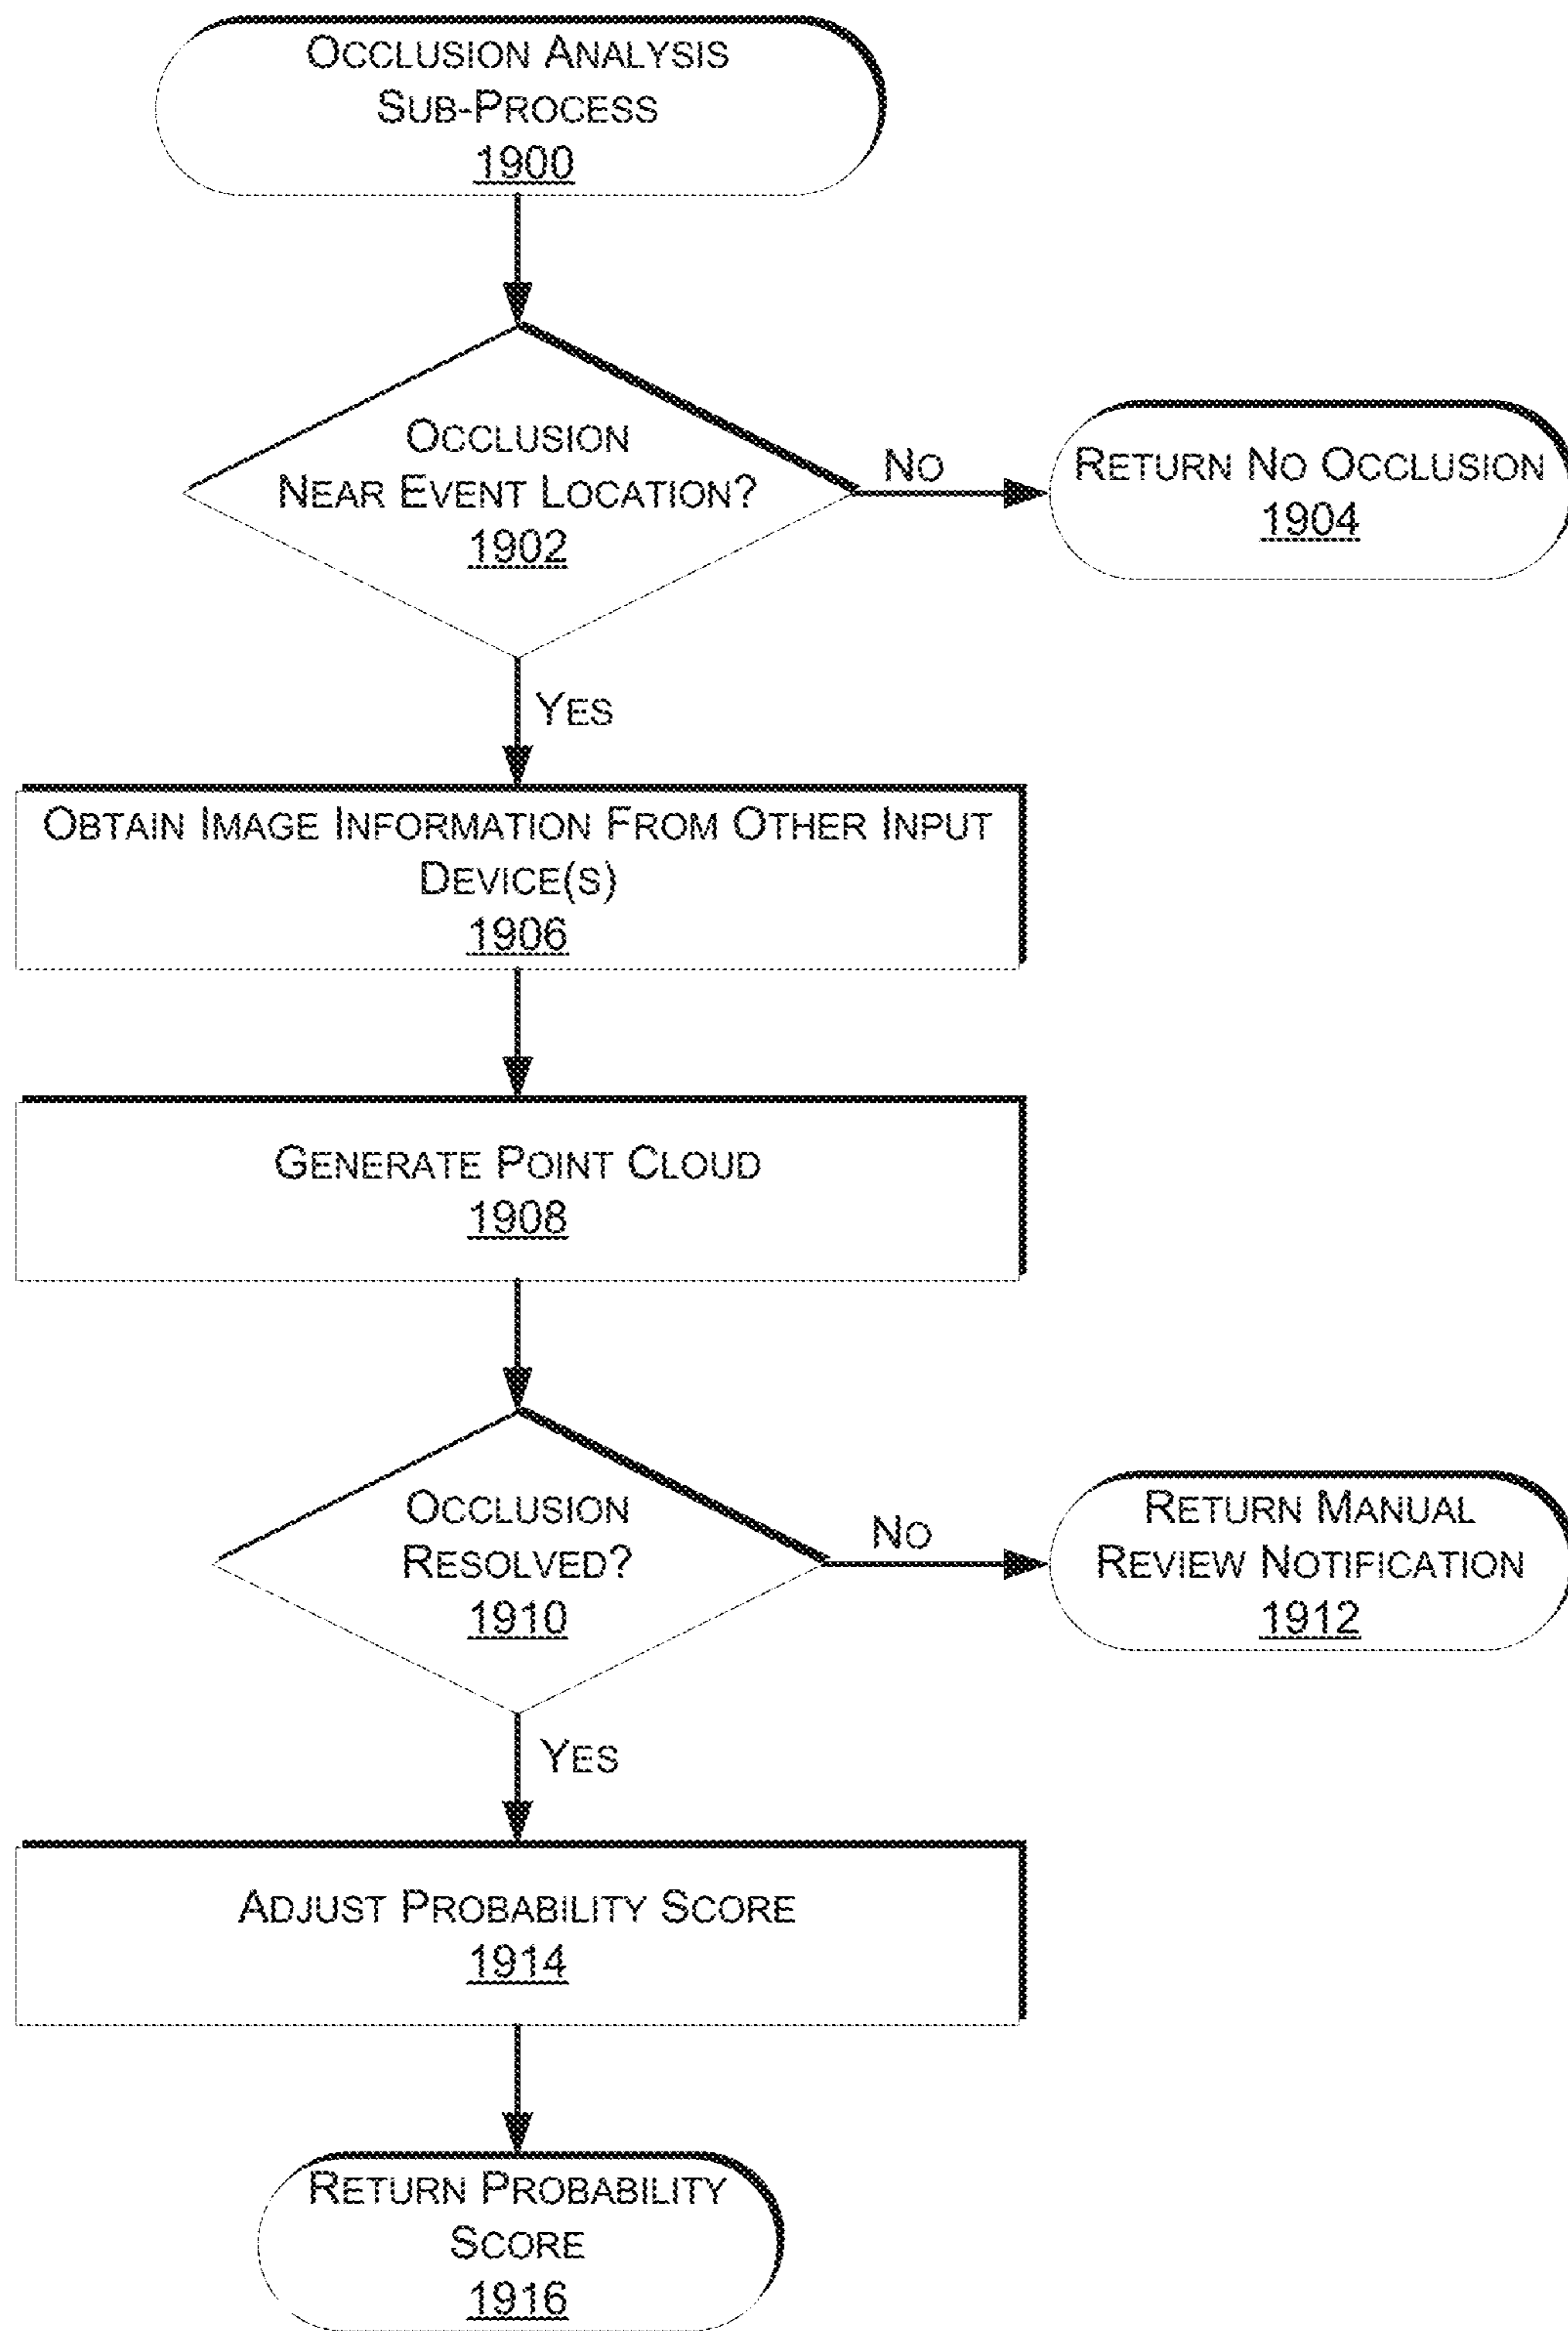 OCCLUSION ANALYSIS
SUB-PROCESS
1900
OCCLUSION
NEAR EVENT LOCATION?
1902
NO
RETURN NO OCCLUSION
1904
YES
OBTAIN IMAGE INFORMATION FROM OTHER INPUT
DEVICE(S)
1906
GENERATE POINT CLOUD
1908
OCCLUSION
RESOLVED?
1910
NO
RETURN MANUAL
REVIEW NOTIFICATION
1912
YES
ADJUST PROBABILITY SCORE
1914
RETURN PROBABILITY
SCORE
1916